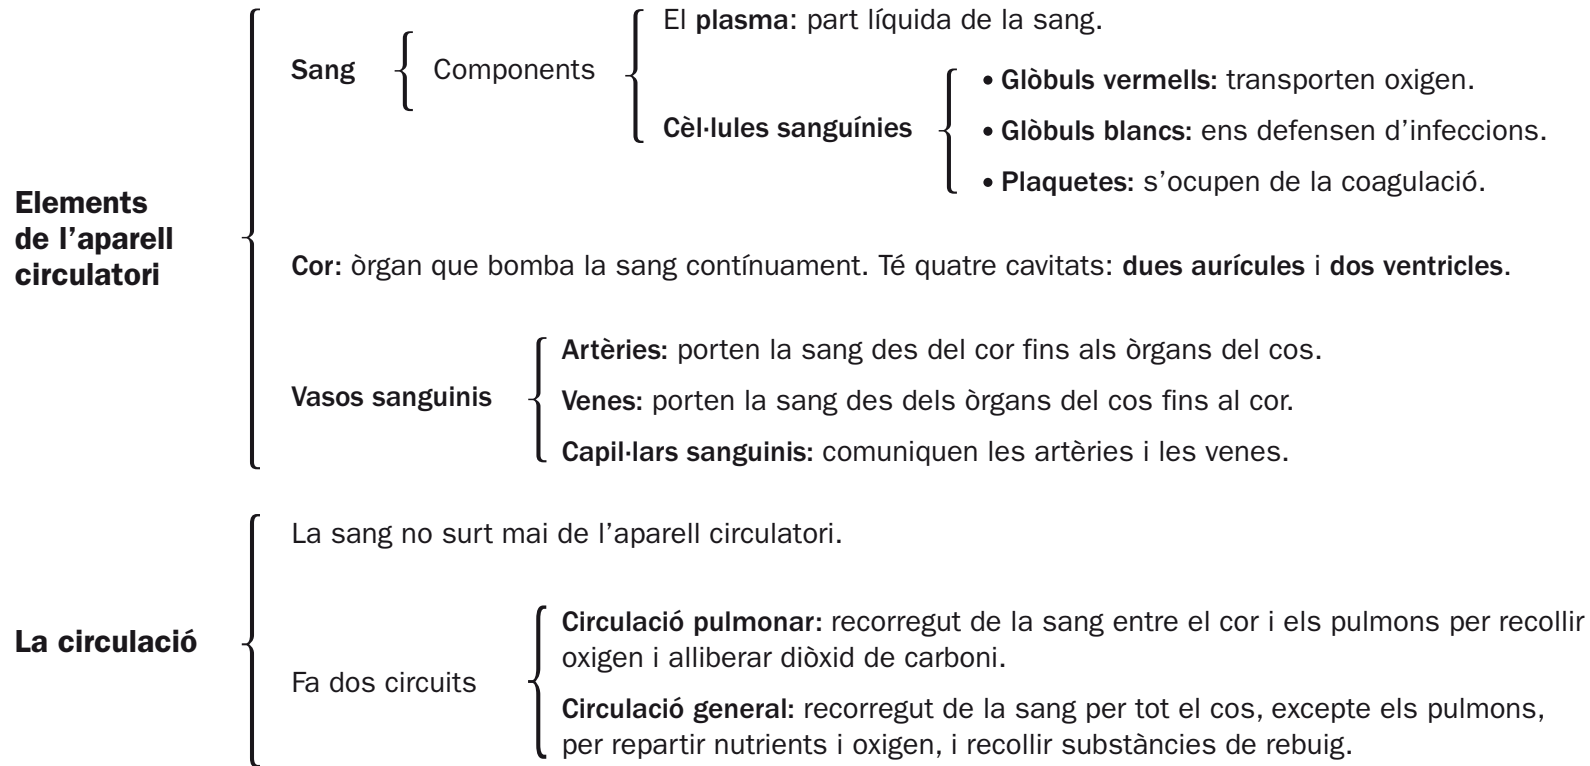 Elements
de l’aparell
circulatori
Sang
Components
El plasma: part líquida de la sang.
Cèl·lules sanguínies
• Glòbuls vermells: transporten oxigen.
• Glòbuls blancs: ens defensen d’infeccions.
• Plaquetes: s’ocupen de la coagulació.
Cor: òrgan que bomba la sang contínuament. Té quatre cavitats: dues aurícules i dos ventricles.
Vasos sanguinis
Artèries: porten la sang des del cor fins als òrgans del cos.
Venes: porten la sang des dels òrgans del cos fins al cor.
Capil·lars sanguinis: comuniquen les artèries i les venes.
La circulació
La sang no surt mai de l’aparell circulatori.
Fa dos circuits
Circulació pulmonar: recorregut de la sang entre el cor i els pulmons per recollir
oxigen i alliberar diòxid de carboni.
Circulació general: recorregut de la sang per tot el cos, excepte els pulmons,
per repartir nutrients i oxigen, i recollir substàncies de rebuig.